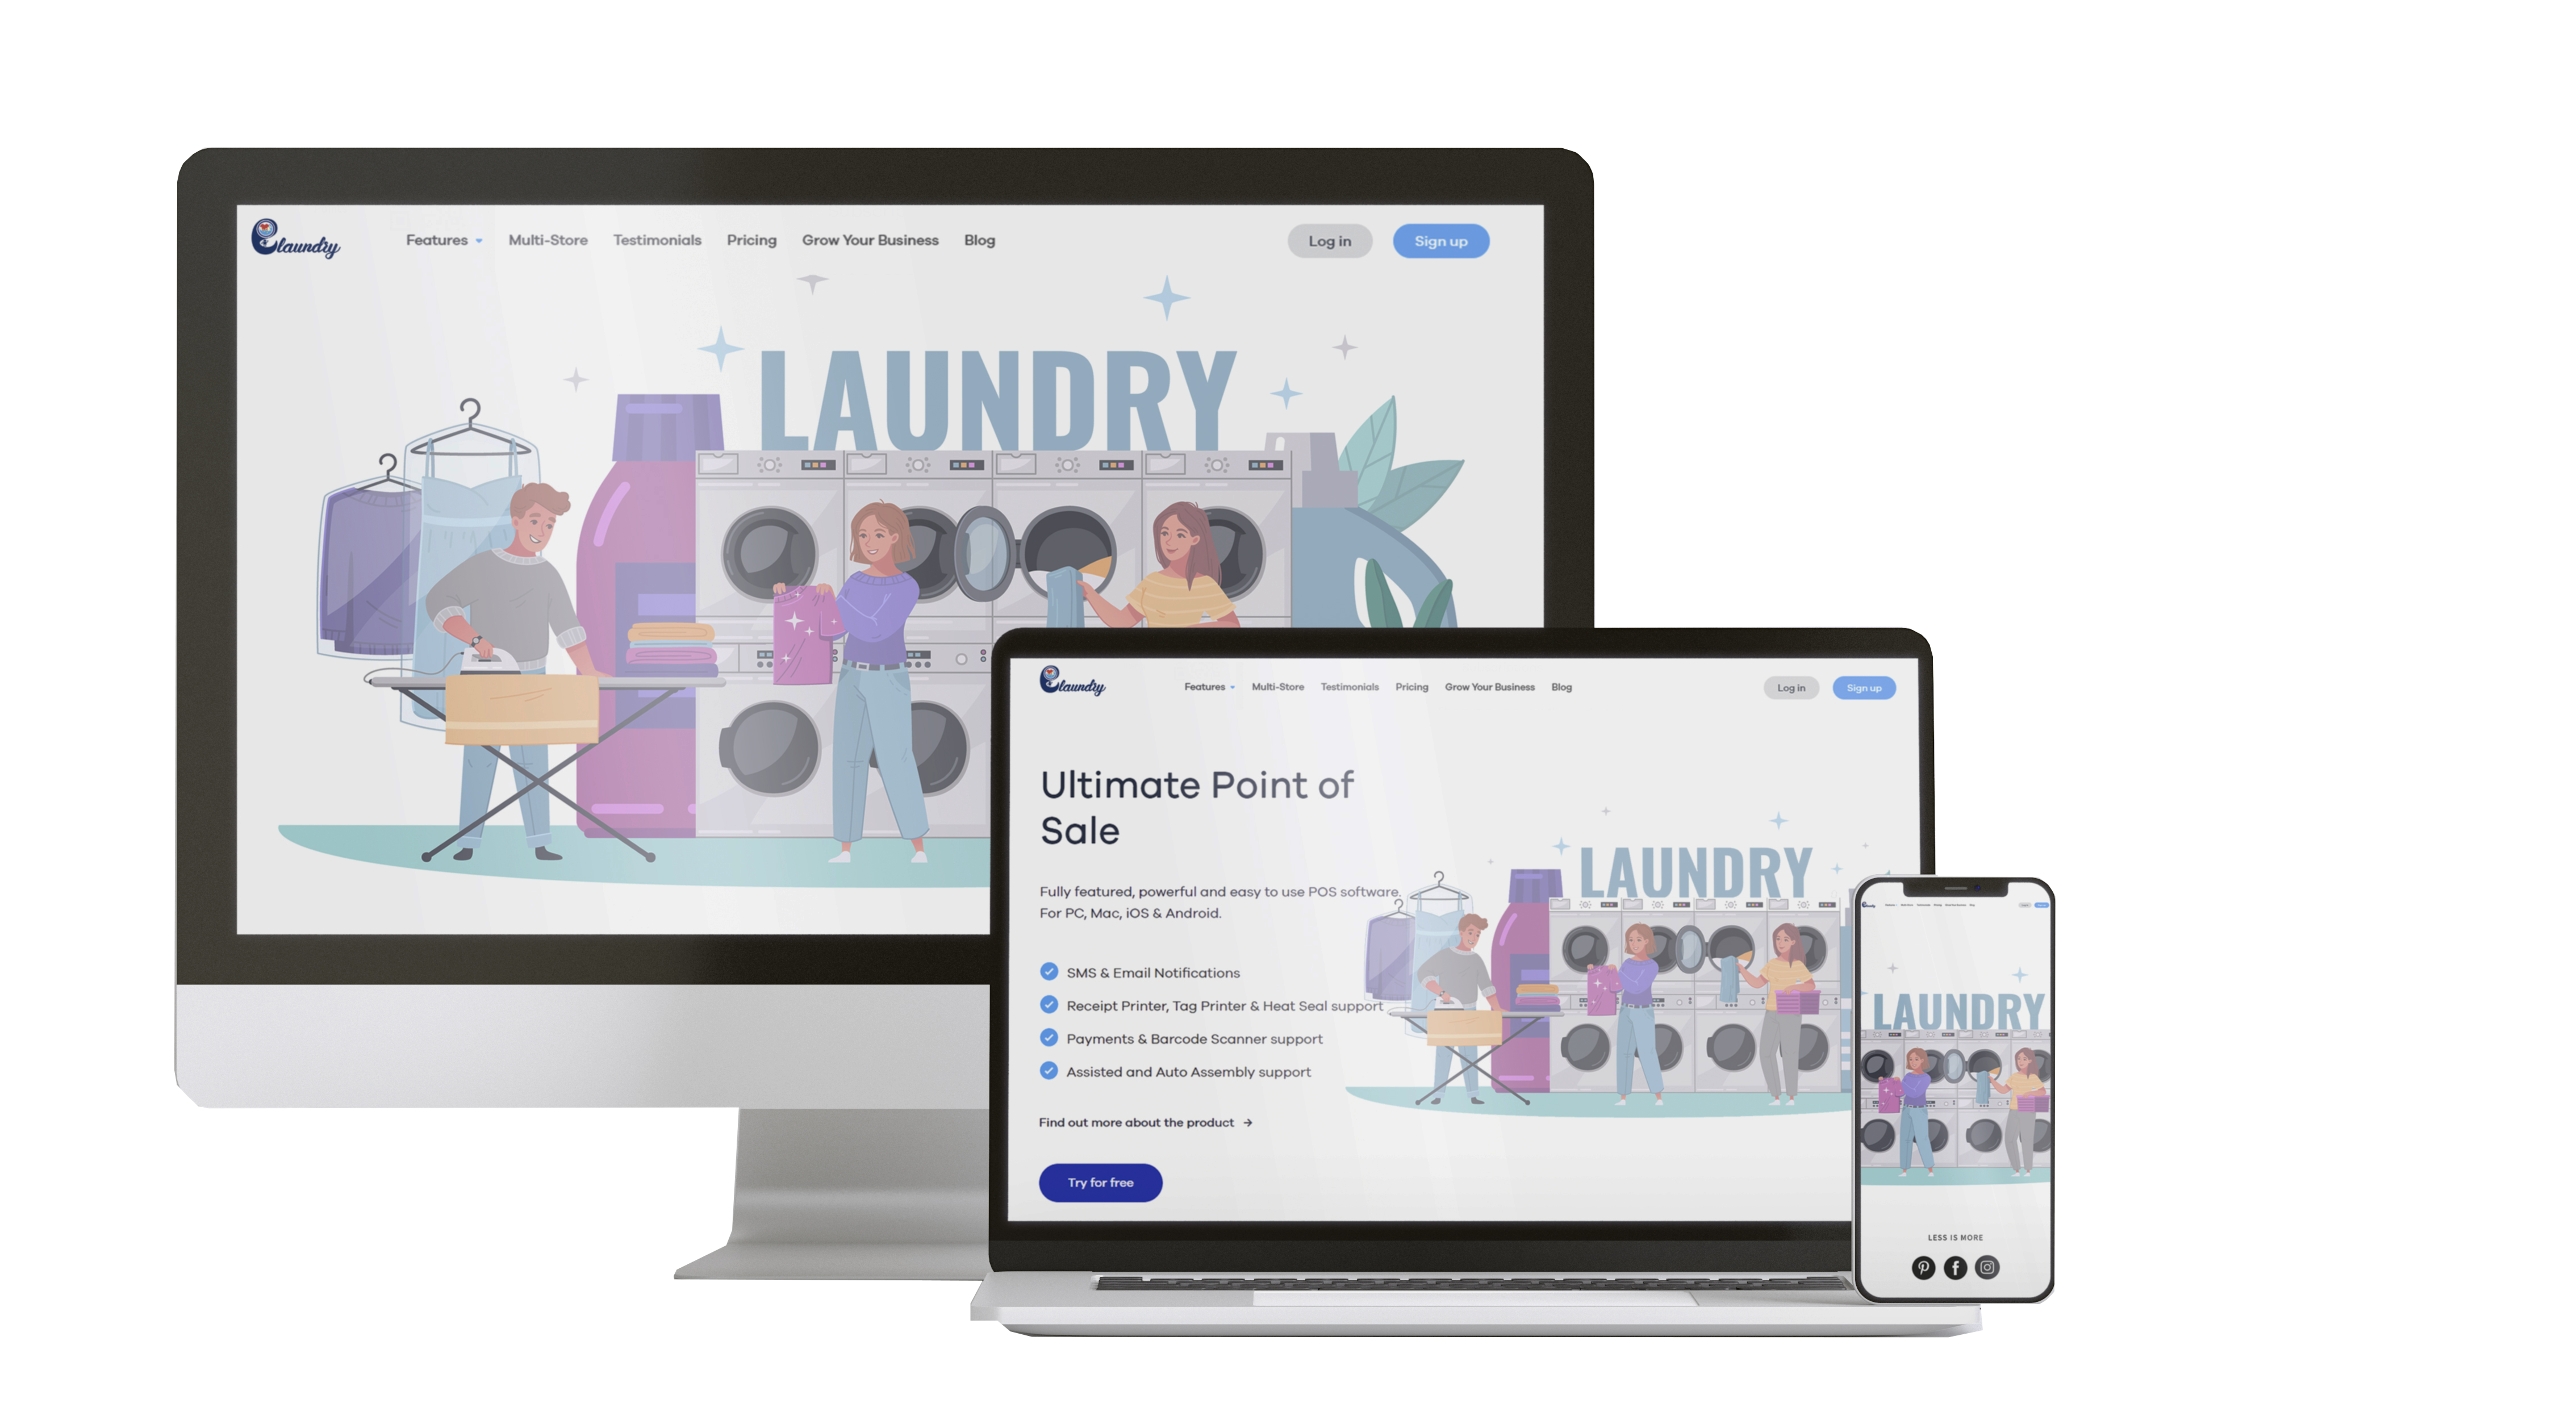 elaundry
Features Multi-Store Testimonials Pricing Grow Your Business Blog Log in Sign up
LAUNDRY
elaundry
Features Multi-Store Testimonials Pricing Grow Your Business Blog Log in Sign up
Ultimate Point of
Sale
Fully featured, powerful and easy to use POS software.
For PC, Mac, iOS & Android.
SMS & Email Notifications
Receipt Printer, Tag Printer & Heat Seal support
Payments & Barcode Scanner support
Assisted and Auto Assembly support
Find out more about the product →
Try for free
LAUNDRY
LAUNDRY
LESS IS MORE